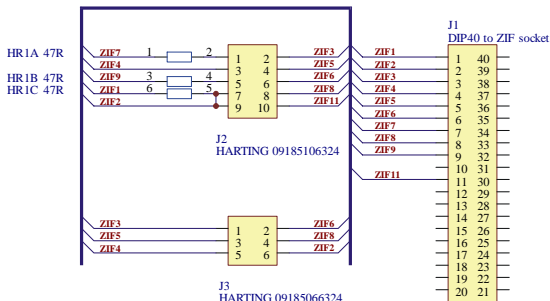 J1
DIP40 to ZIF socket
HR1A 47R ZIF7 1 2 1 2 ZIF3 ZIF1 1 40
ZIF4 3 4 ZIF5 ZIF2 2 39
HR1B 47R ZIF9 3 4 5 6 ZIF6 ZIF3 3 38
HR1C 47R ZIF1 6 5 7 8 ZIF8 ZIF4 4 37
ZIF2 9 10 ZIF11 ZIF5 5 36
ZIF6 6 35
ZIF7 7 34
J2 ZIF8 8 33
HARTING 09185106324 ZIF9 9 32
10 31
ZIF11 11 30
12 29
13 28
14 27
ZIF3 1 2 ZIF6 15 26
ZIF5 3 4 ZIF8 16 25
ZIF4 5 6 ZIF2 17 24
18 23
19 22
J3 20 21
HARTING 09185066324